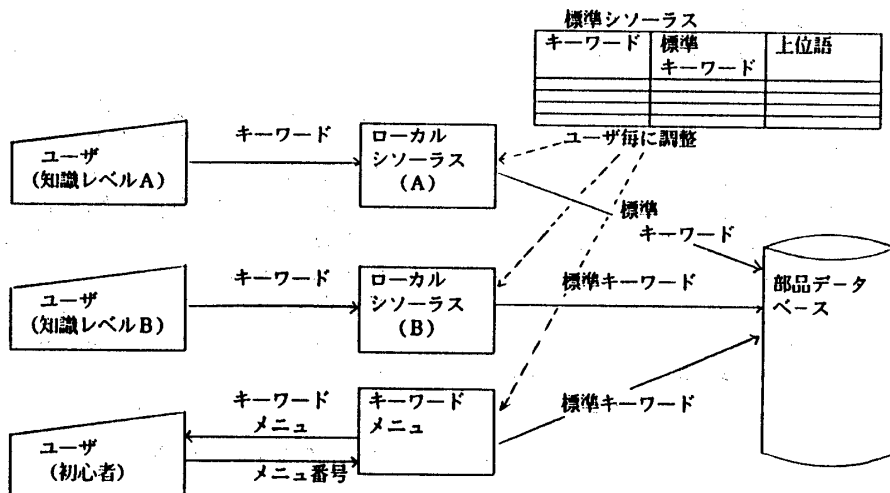 標準シソーラス
キーワード
標準
キーワード
上位語
ユーザ毎に調整
ユーザ
(知識レベルA)
キーワード
ローカル
シソーラス
(A)
標準
キーワード
ユーザ
(知識レベルB)
キーワード
ローカル
シソーラス
(B)
標準キーワード
部品データ
ベース
ユーザ
(初心者)
キーワード
メニュー
メニュー番号
キーワード
メニュー
標準キーワード